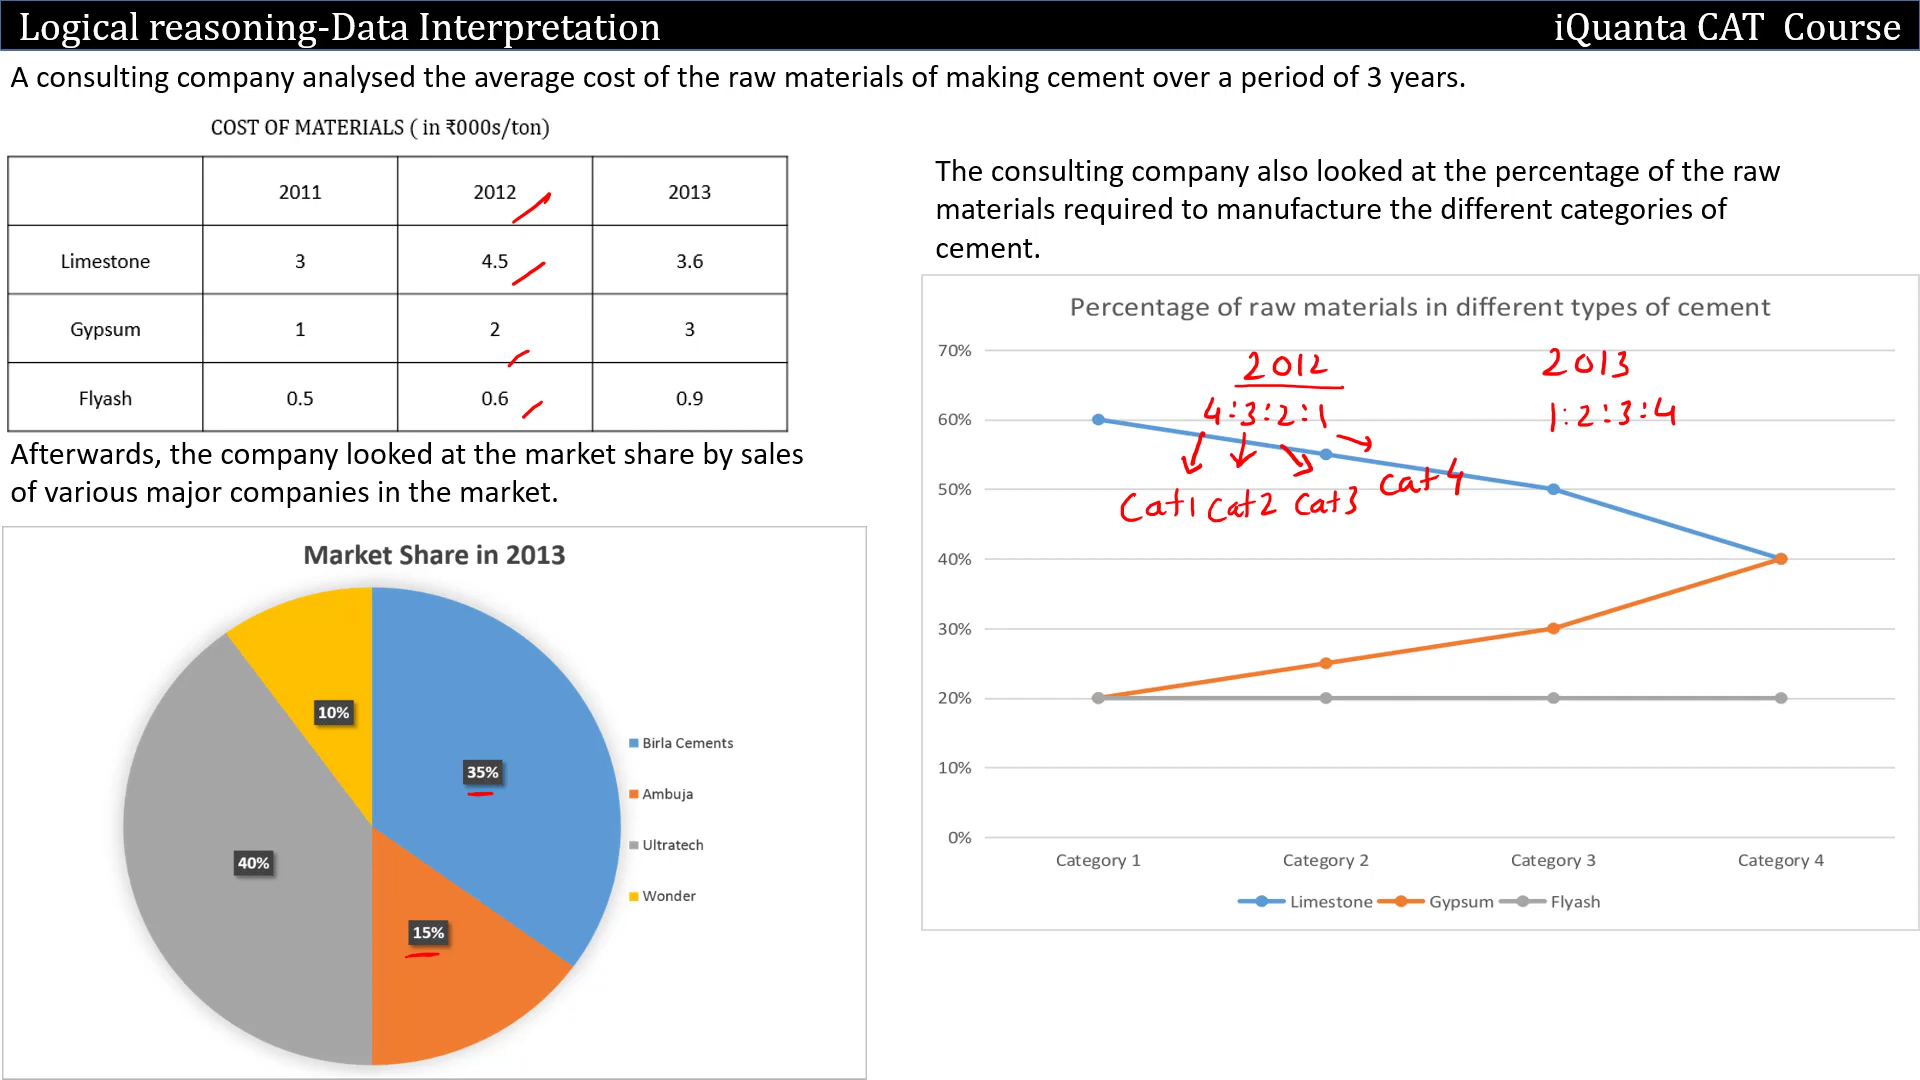 Logical reasoning-Data Interpretation
iQuanta CAT Course
A consulting company analysed the average cost of the raw materials of making cement over a period of 3 years.
COST OF MATERIALS ( in ₹000s/ton)
2011 2012 2013
Limestone 3 4.5 3.6
Gypsum 1 2 3
Flyash 0.5 0.6 0.9
Afterwards, the company looked at the market share by sales
of various major companies in the market.
Market Share in 2013
10%
35%
40%
15%
Birla Cements
Ambuja
Ultratech
Wonder
The consulting company also looked at the percentage of the raw
materials required to manufacture the different categories of
cement.
Percentage of raw materials in different types of cement
70%
60%
50%
40%
30%
20%
10%
0%
2012
4:3:2:1
Cat1 Cat2 Cat3 Cat4
2013
1:2:3:4
Category 1 Category 2 Category 3 Category 4
Limestone Gypsum Flyash